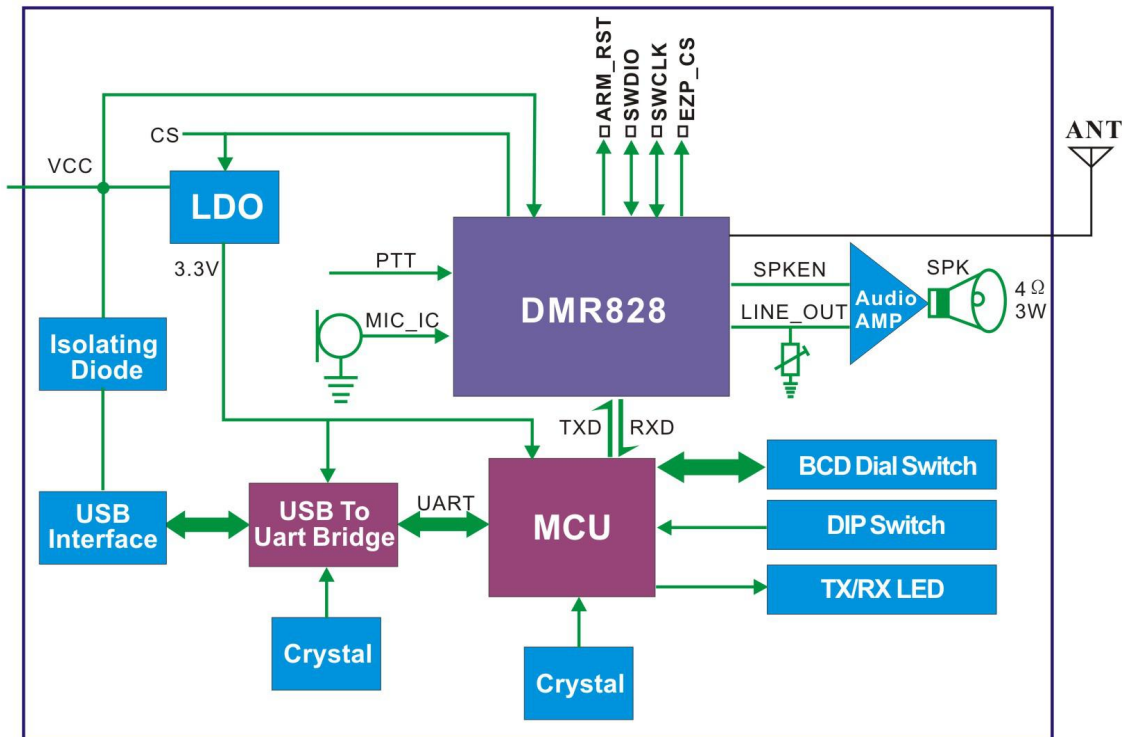 ARM_RST
SWDIO
SWCLK
EZP_CS
ANT
CS
VCC
LDO
3.3V
PTT
MIC_IC
DMR828
SPKEN
LINE_OUT
Audio
AMP
SPK
4Ω
3W
Isolating
Diode
TXD
RXD
USB
Interface
USB To
Uart Bridge
UART
MCU
BCD Dial Switch
DIP Switch
TX/RX LED
Crystal
Crystal